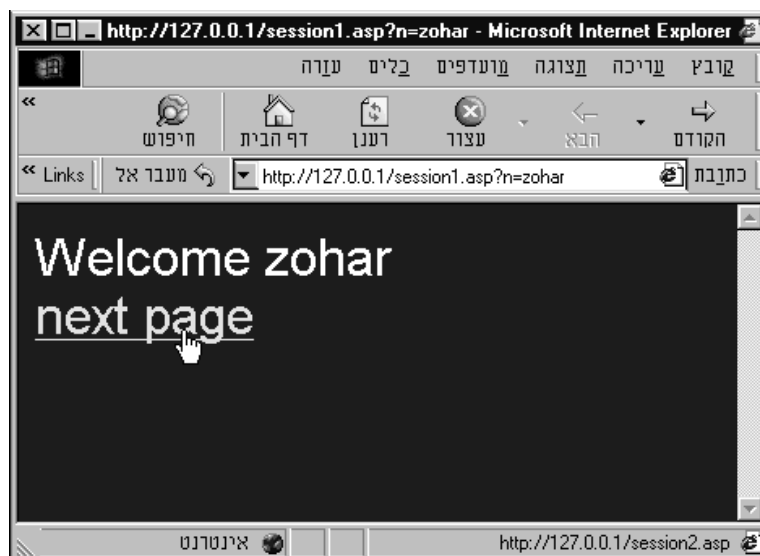 http://127.0.0.1/session1.asp?n=zohar - Microsoft Internet Explorer
קובץ עריכה תצוגה מועדפים כלים עזרה
הקודם הבא עצור רענן דף הבית חיפוש »
כתובת http://127.0.0.1/session1.asp?n=zohar מעבר אל Links »
Welcome zohar
next page
http://127.0.0.1/session2.asp אינטרנט